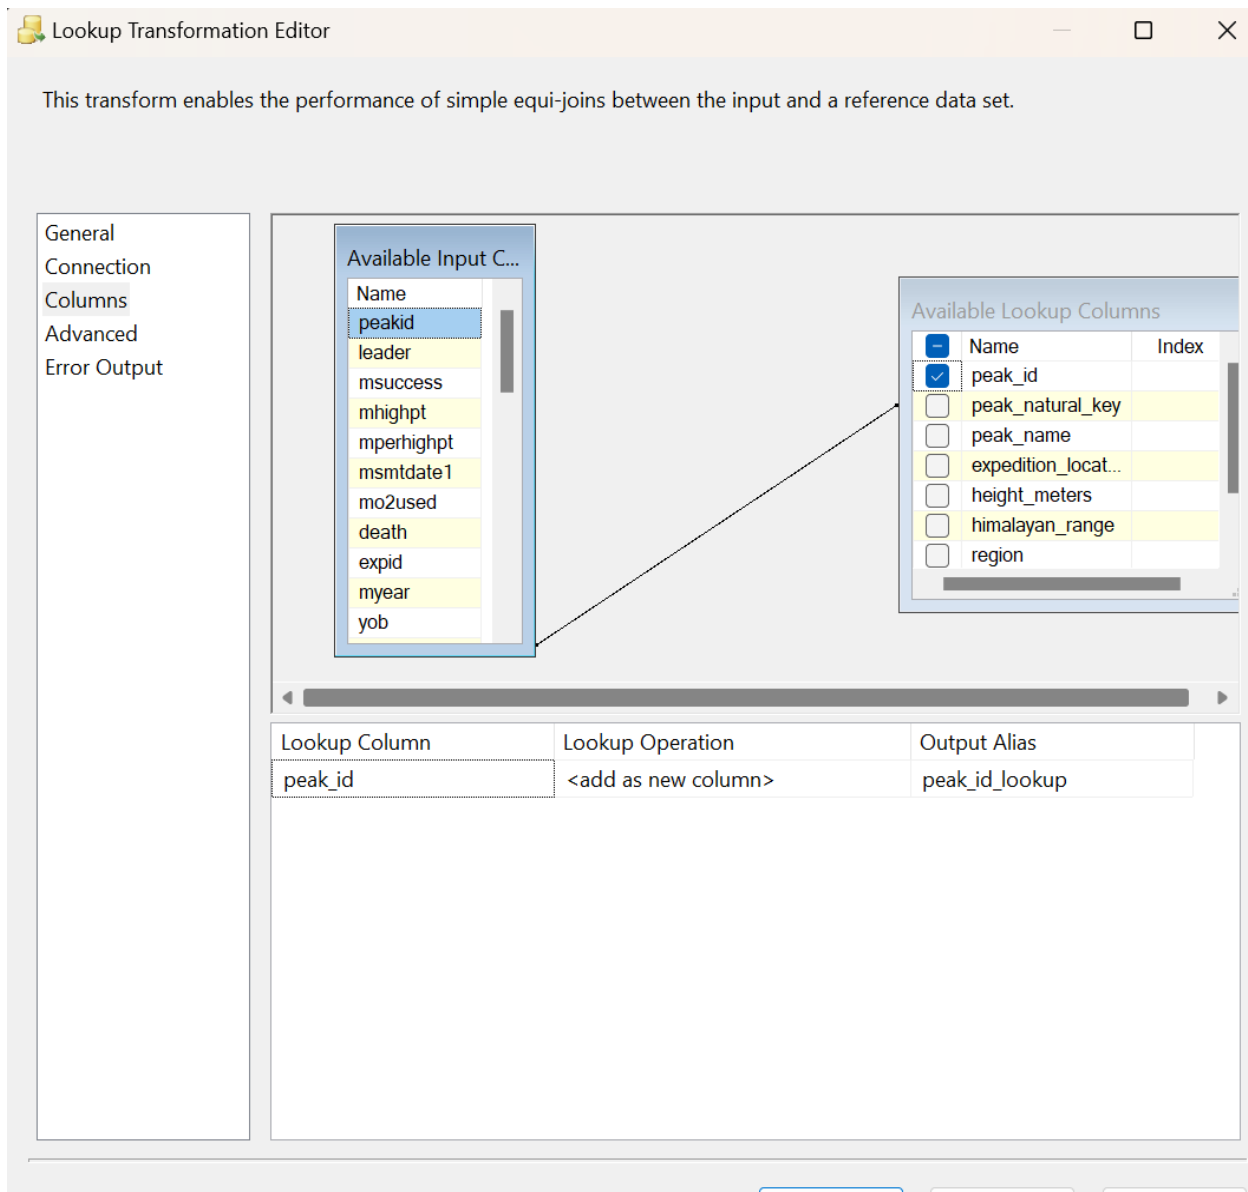 Lookup Transformation Editor
This transform enables the performance of simple equi-joins between the input and a reference data set.
General
Connection
Columns
Advanced
Error Output
Available Input C...
Name
peakid
leader
msuccess
mhighpt
mperhighpt
msmtdate1
mo2used
death
expid
myear
yob
Available Lookup Columns
Name Index
peak_id
peak_natural_key
peak_name
expedition_locat...
height_meters
himalayan_range
region
Lookup Column Lookup Operation Output Alias
peak_id <add as new column> peak_id_lookup